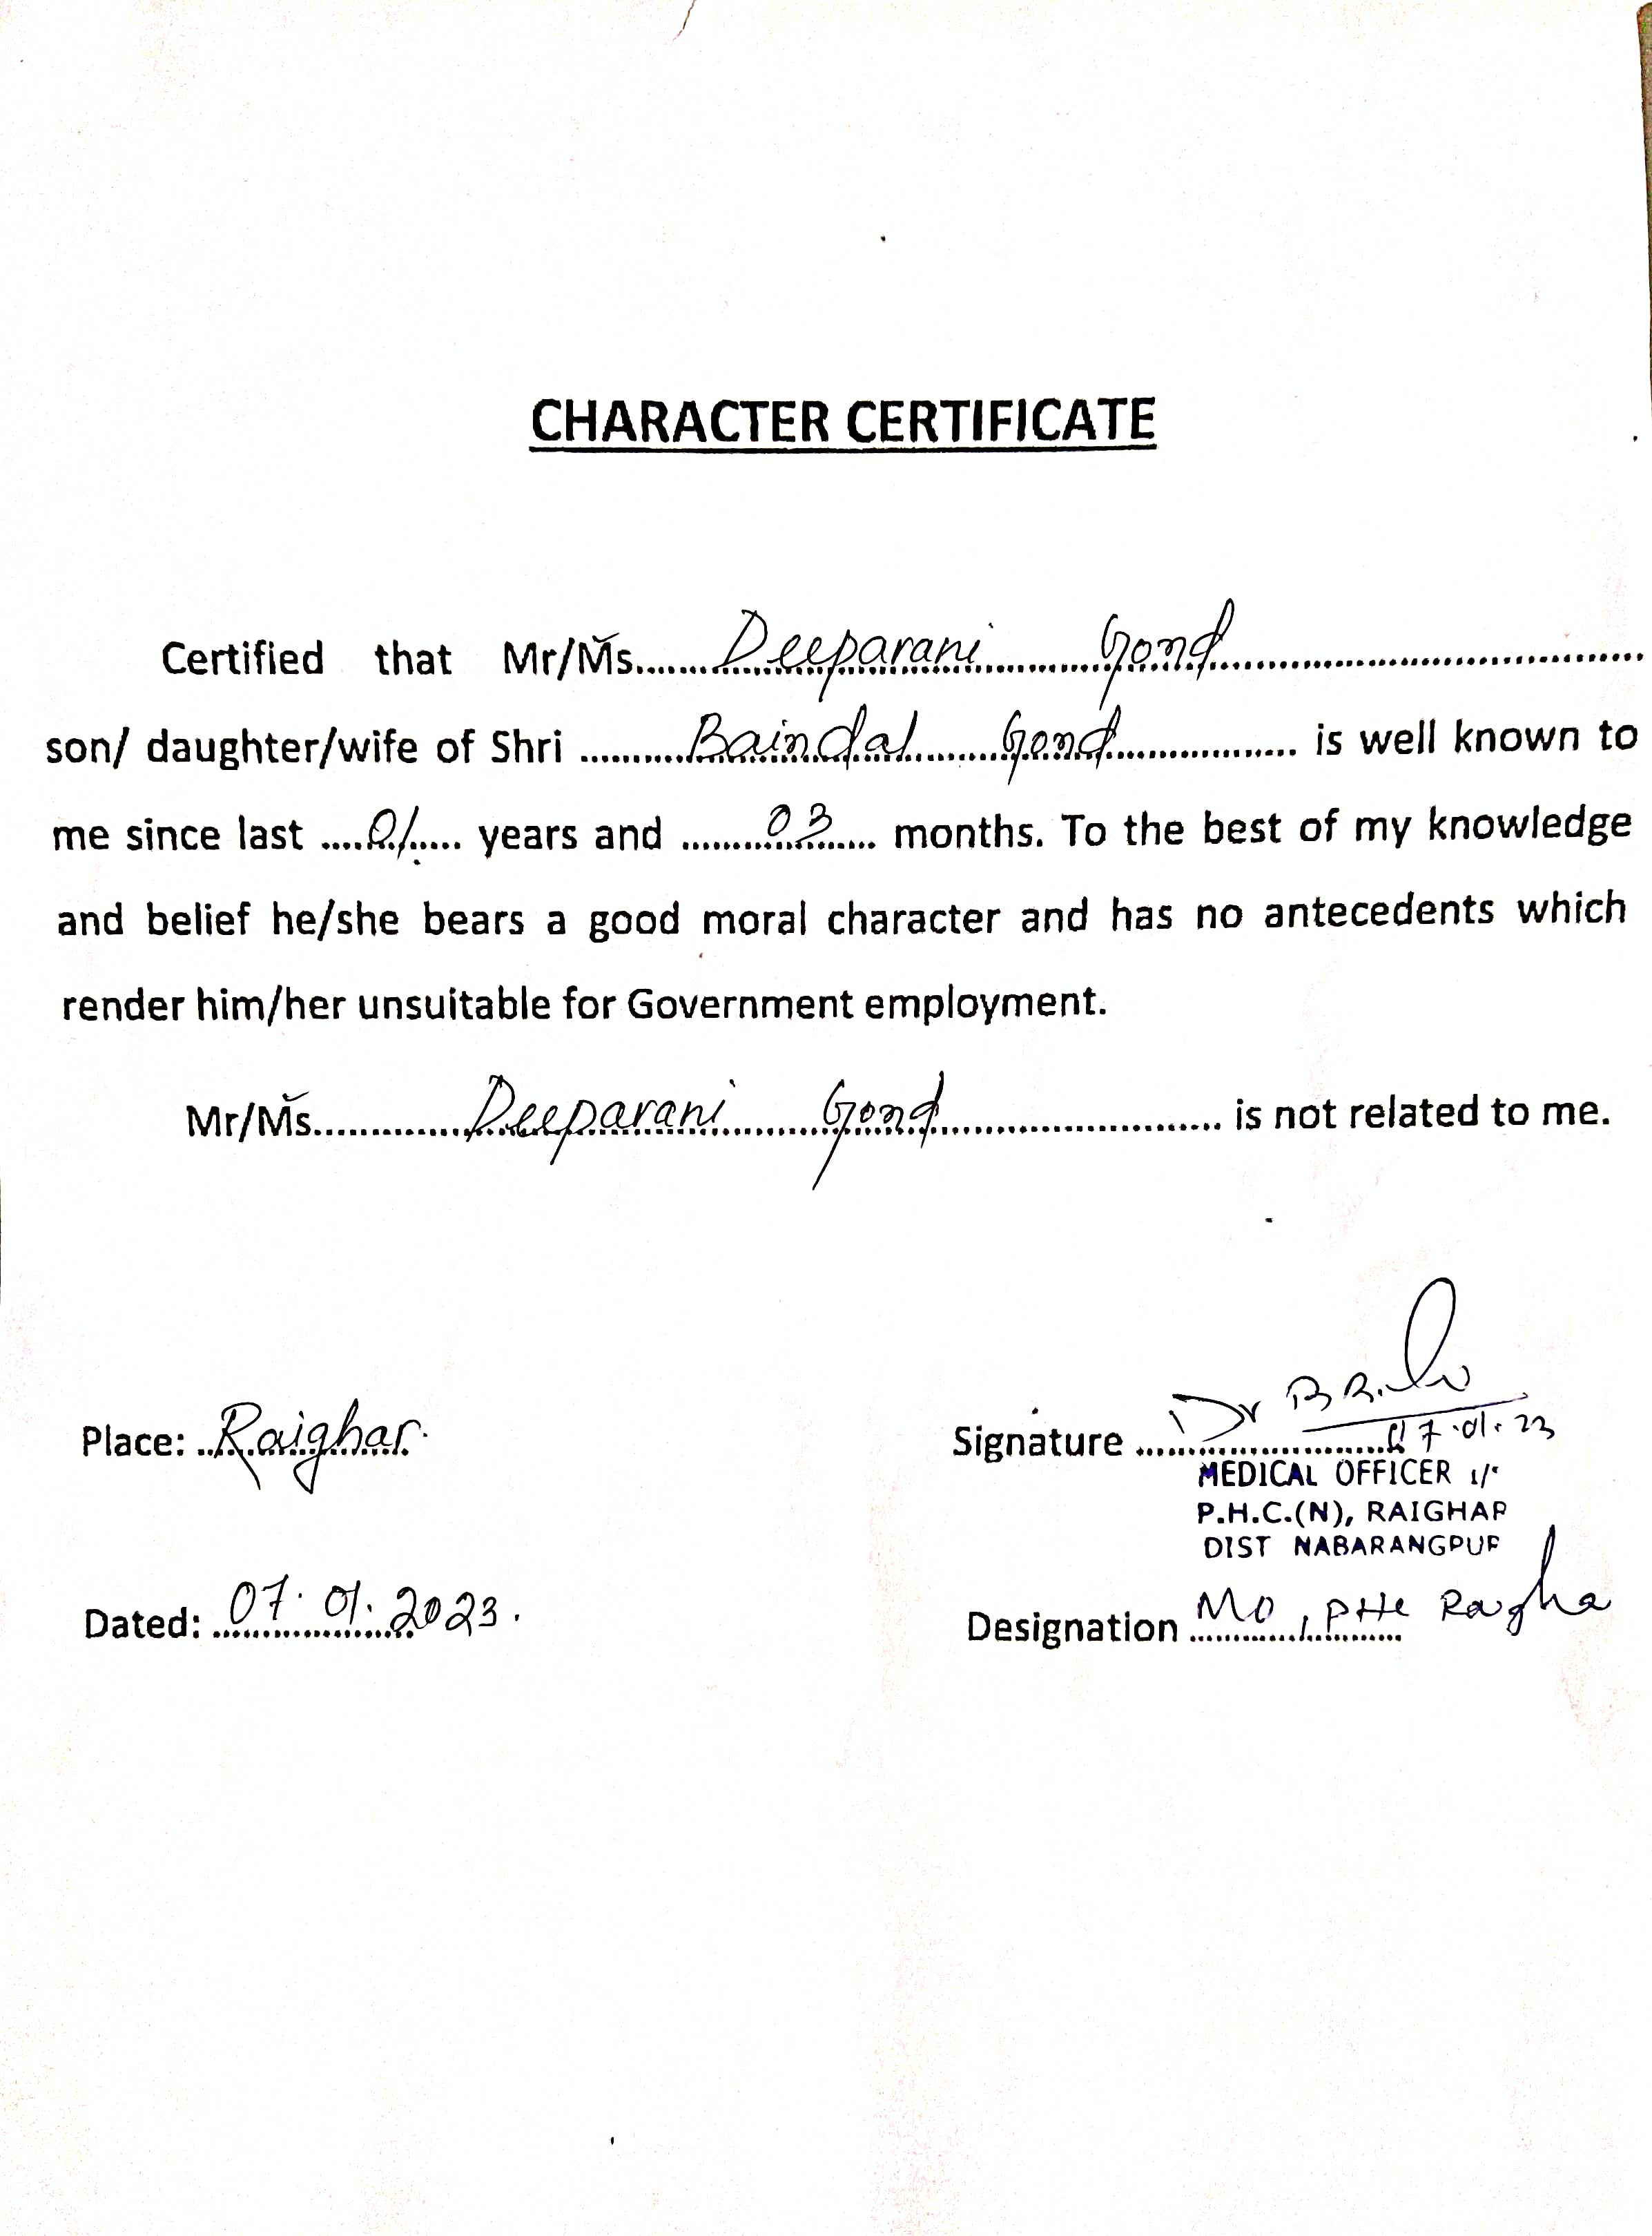 CHARACTER CERTIFICATE
Certified that Mr/Ms....... Deeparani Gond
son/ daughter/wife of Shri .......... Baindal Gond ................ is well known to
me since last ....01..... years and .........03.... months. To the best of my knowledge
and belief he/she bears a good moral character and has no antecedents which
render him/her unsuitable for Government employment.
Mr/Ms............. Deeparani Gond ......................... is not related to me.
Place: Raighar.
Signature Dr
07.01.23
MEDICAL OFFICER I/
P.H.C.(N), RAIGHAR
DIST NABARANGPUR
Dated: 07.01.2023.
Designation MO, PHC Raigha